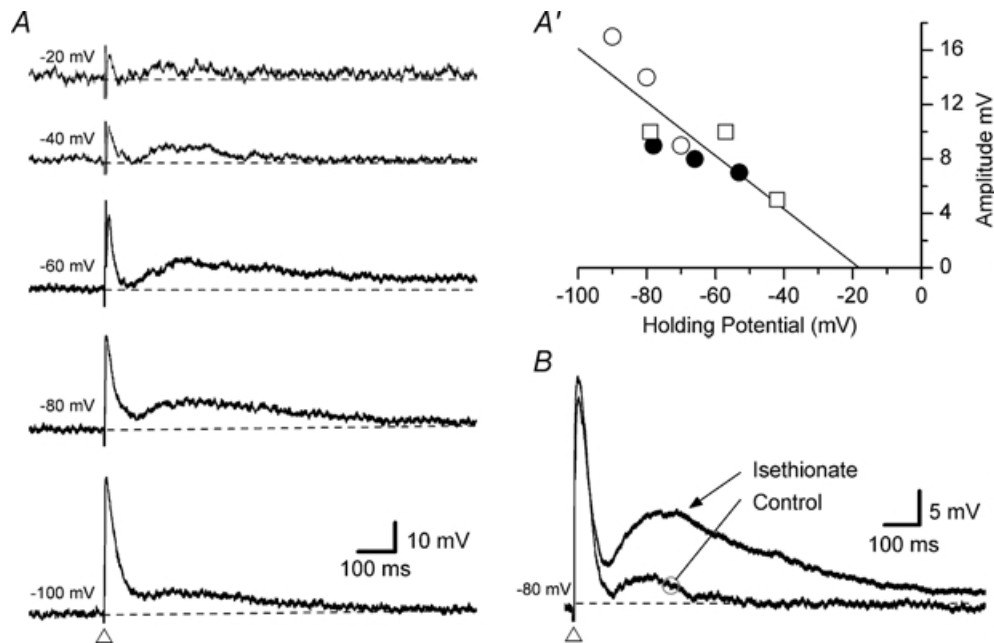 A
-20 mV
-40 mV
-60 mV
-80 mV
-100 mV
10 mV
100 ms
A'
16
12
8
4
0
Amplitude mV
-100 -80 -60 -40 -20 0
Holding Potential (mV)
B
Isethionate
Control
5 mV
100 ms
-80 mV